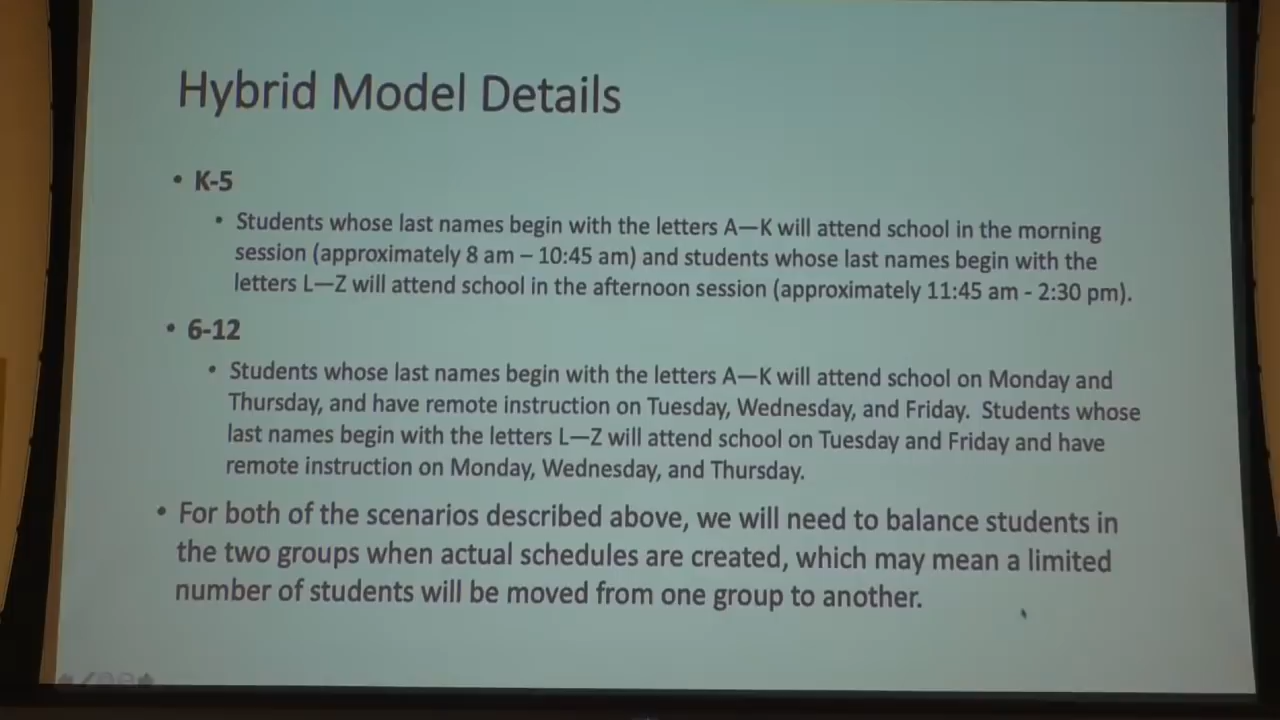 Hybrid Model Details
• K-5
• Students whose last names begin with the letters A—K will attend school in the morning
session (approximately 8 am – 10:45 am) and students whose last names begin with the
letters L—Z will attend school in the afternoon session (approximately 11:45 am - 2:30 pm).
• 6-12
• Students whose last names begin with the letters A—K will attend school on Monday and
Thursday, and have remote instruction on Tuesday, Wednesday, and Friday. Students whose
last names begin with the letters L—Z will attend school on Tuesday and Friday and have
remote instruction on Monday, Wednesday, and Thursday.
• For both of the scenarios described above, we will need to balance students in
the two groups when actual schedules are created, which may mean a limited
number of students will be moved from one group to another.